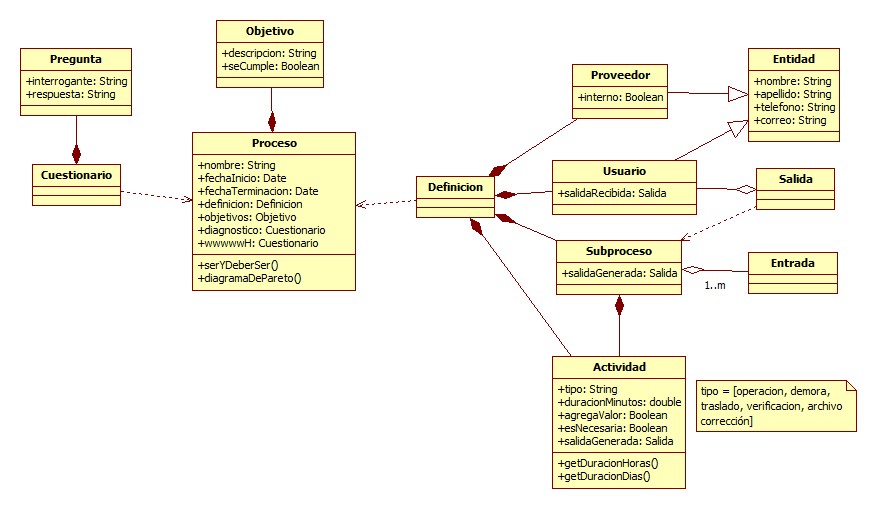 Pregunta
+interrogante: String
+respuesta: String
Objetivo
+descripcion: String
+seCumple: Boolean
Cuestionario
Proceso
+nombre: String
+fechaInicio: Date
+fechaTerminacion: Date
+definicion: Definicion
+objetivos: Objetivo
+diagnostico: Cuestionario
+wwwwwH: Cuestionario
+serYDeberSer()
+diagramaDePareto()
Definicion
Proveedor
+interno: Boolean
Entidad
+nombre: String
+apellido: String
+telefono: String
+correo: String
Usuario
+salidaRecibida: Salida
Salida
Subproceso
+salidaGenerada: Salida
1..m
Entrada
Actividad
+tipo: String
+duracionMinutos: double
+agregaValor: Boolean
+esNecesaria: Boolean
+salidaGenerada: Salida
+getDuracionHoras()
+getDuracionDias()
tipo = [operacion, demora,
traslado, verificacion, archivo
corrección]